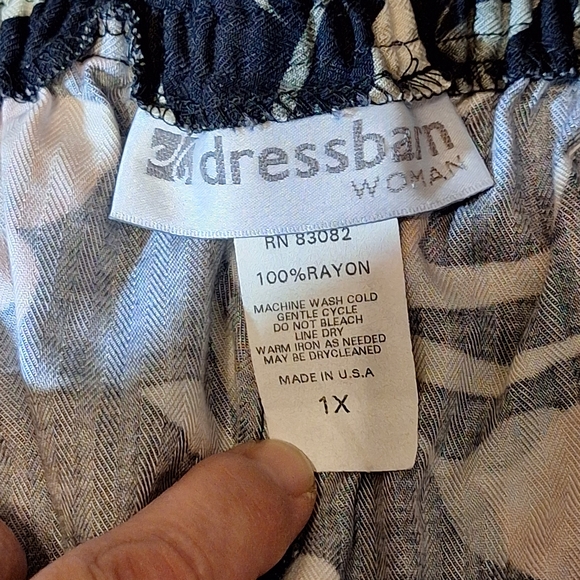 dressbarn
WOMAN
RN 83082
100%RAYON
MACHINE WASH COLD
GENTLE CYCLE
DO NOT BLEACH
LINE DRY
WARM IRON AS NEEDED
MAY BE DRYCLEANED
MADE IN U.S.A
1X